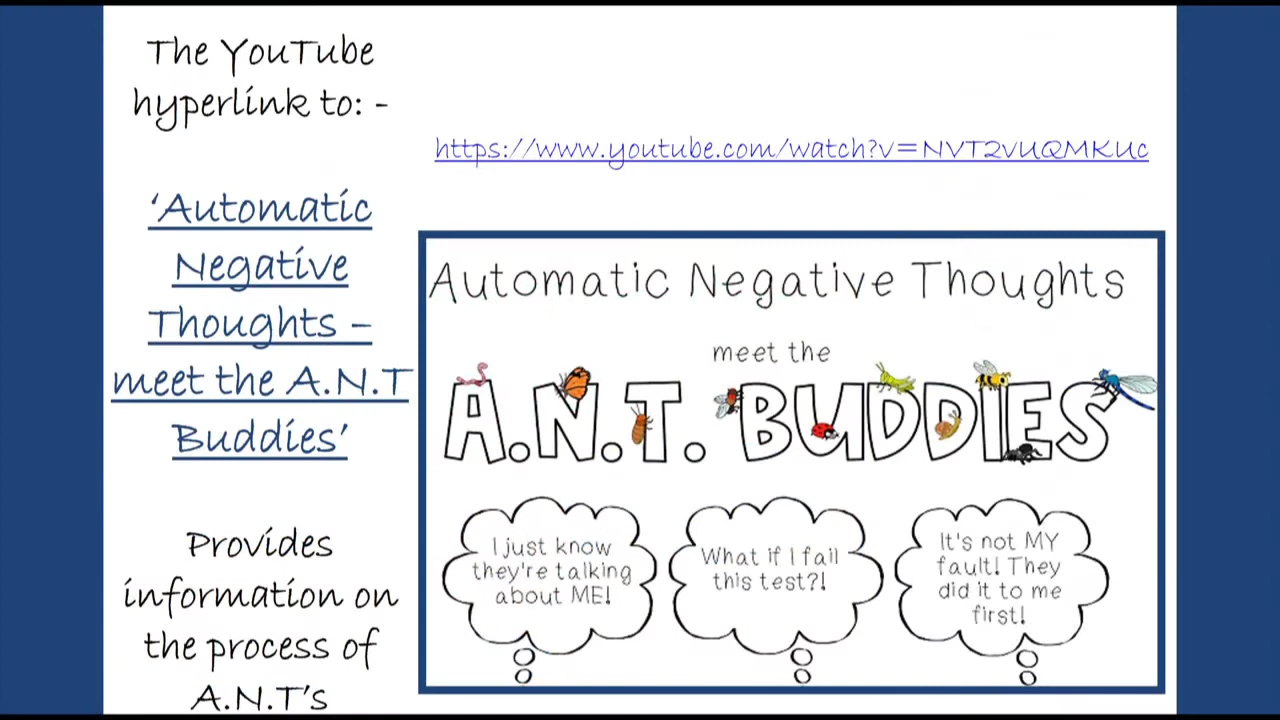 The YouTube
hyperlink to: -
'Automatic
Negative
Thoughts –
meet the A.N.T
Buddies'
Provides
information on
the process of
A.N.T's
https://www.youtube.com/watch?v=NVT2vUQMKUc
Automatic Negative Thoughts
meet the
A.N.T. BUDDIES
I just know
they're talking
about ME!
What if I fail
this test?!
It's not MY
fault! They
did it to me
first!